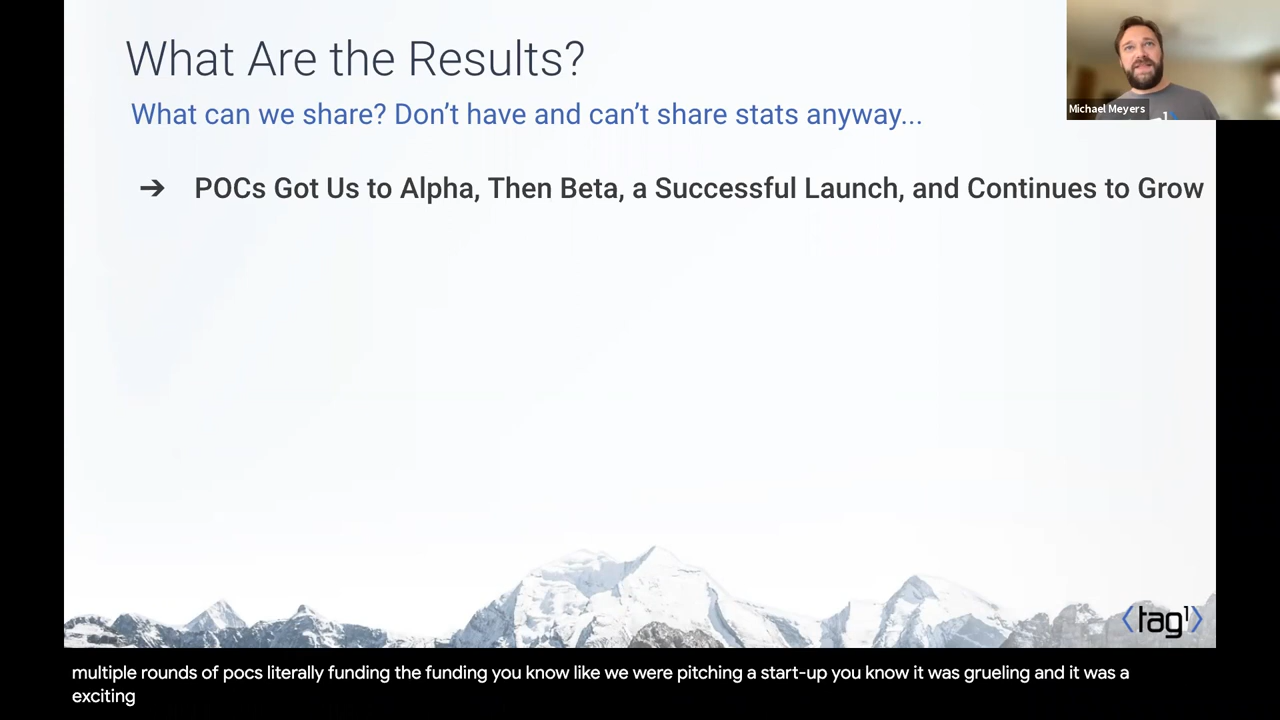 What Are the Results?
What can we share? Don’t have and can’t share stats anyway...
➔ POCs Got Us to Alpha, Then Beta, a Successful Launch, and Continues to Grow
Michael Meyers
⟨tag1⟩
multiple rounds of pocs literally funding the funding you know like we were pitching a start-up you know it was grueling and it was a
exciting